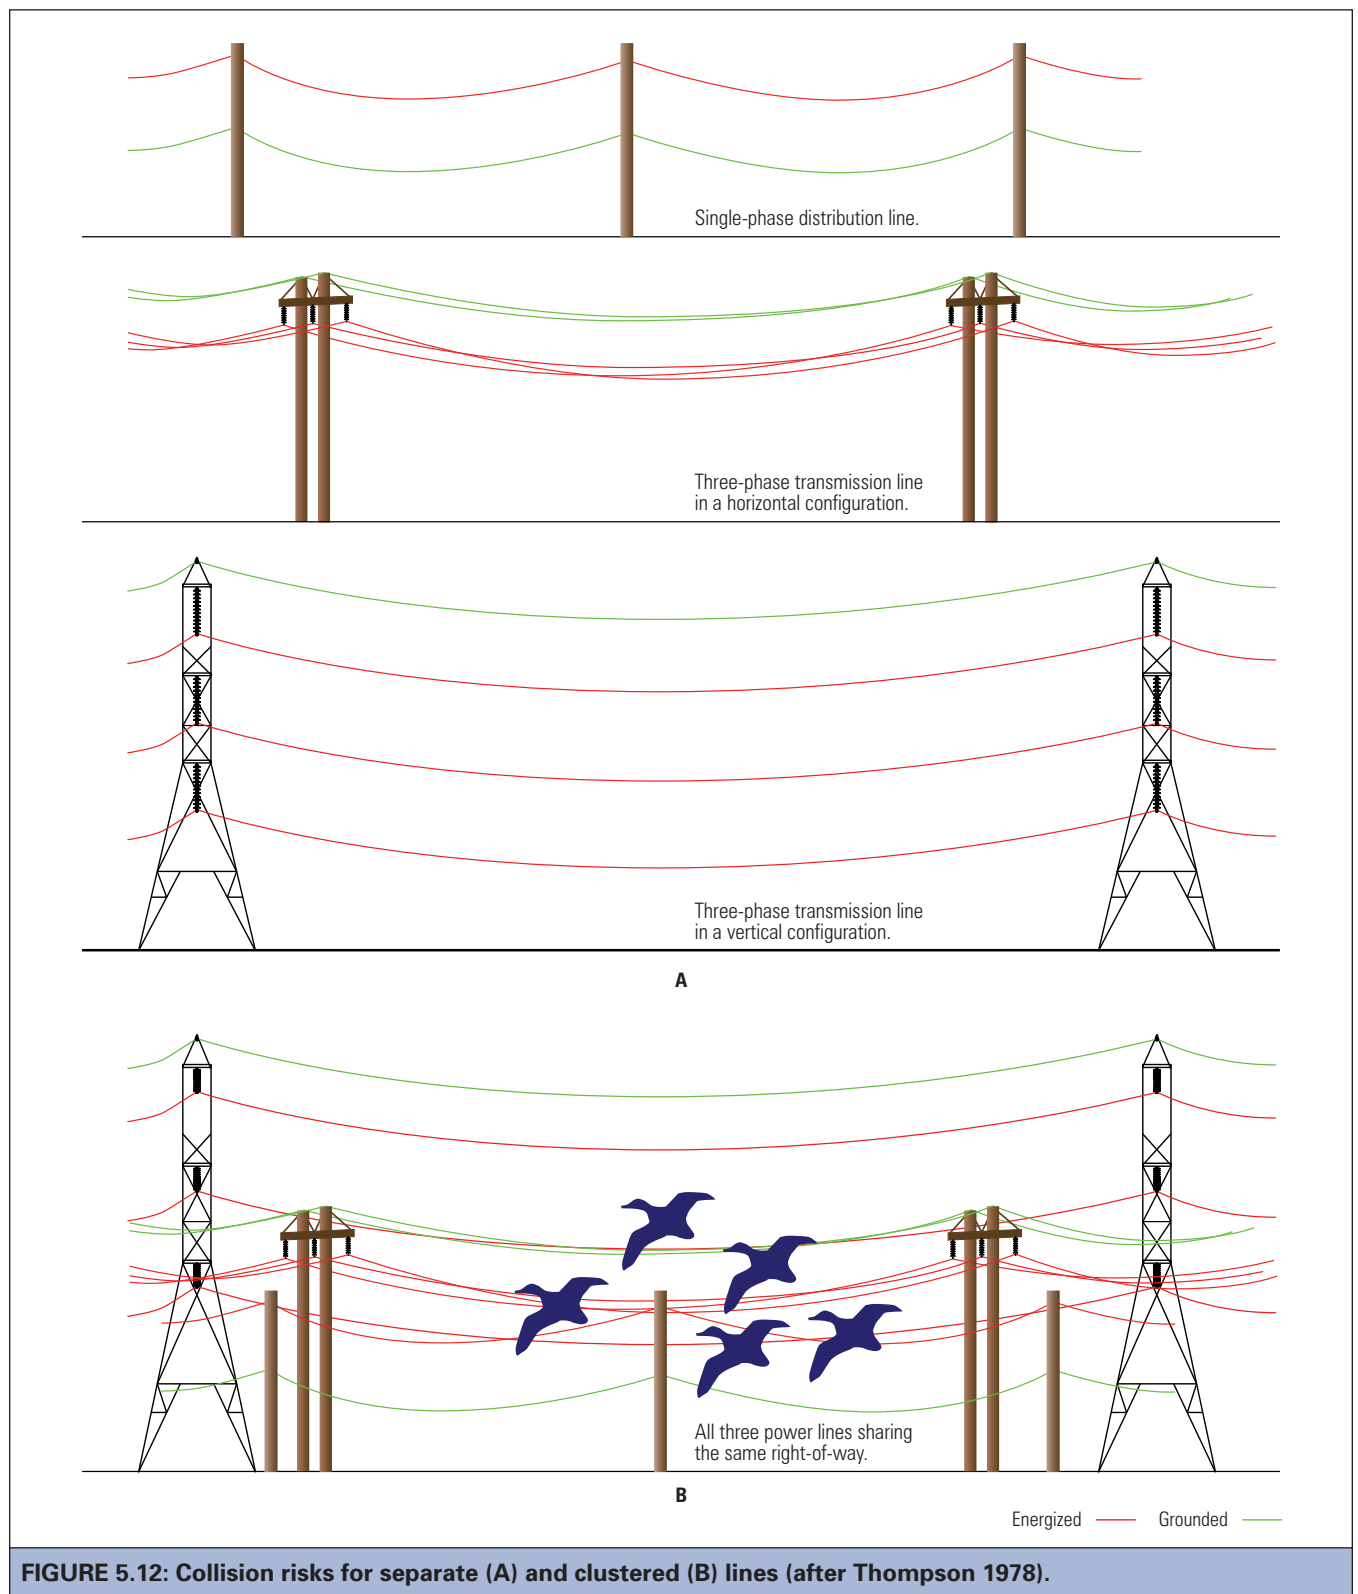 Single-phase distribution line.
Three-phase transmission line
in a horizontal configuration.
Three-phase transmission line
in a vertical configuration.
A
All three power lines sharing
the same right-of-way.
B
Energized
Grounded
FIGURE 5.12: Collision risks for separate (A) and clustered (B) lines (after Thompson 1978).